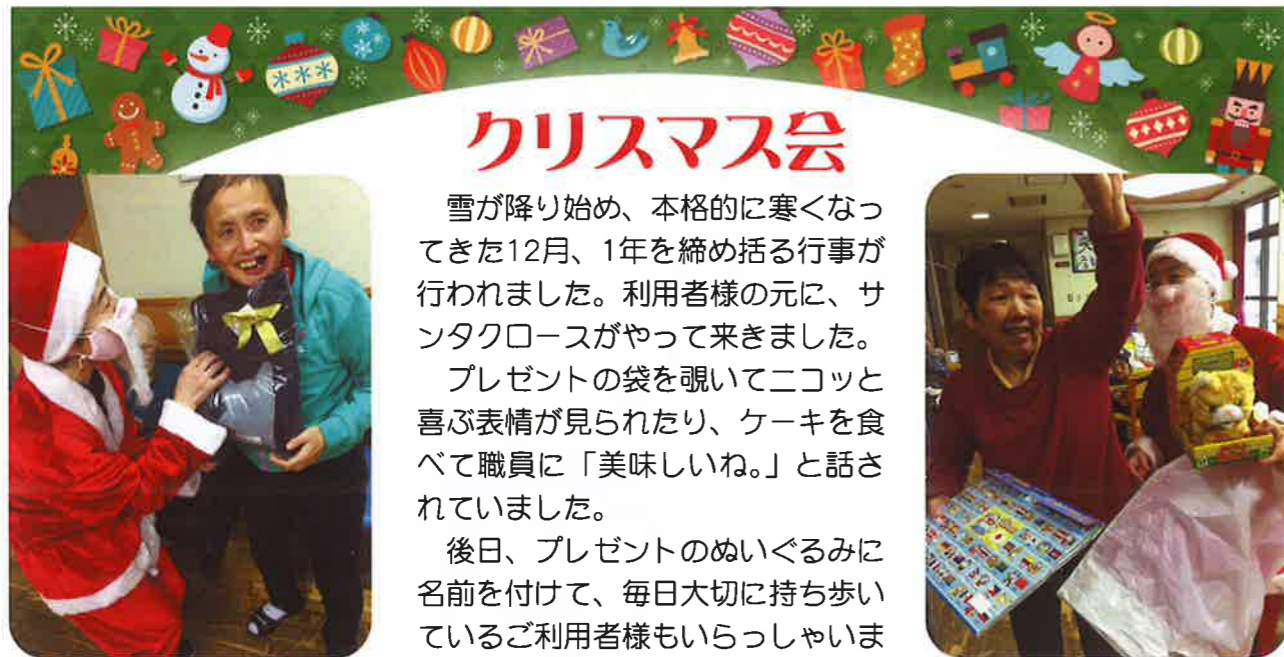 クリスマス会
雪が降り始め、本格的に寒くなっ
てきた12月、1年を締め括る行事が
行われました。利用者様の元に、サ
ンタクロースがやって来きました。
プレゼントの袋を覗いてニコッと
喜ぶ表情が見られたり、ケーキを食
べて職員に「美味しいね。」と話さ
れていました。
後日、プレゼントのぬいぐるみに
名前を付けて、毎日大切に持ち歩い
ているご利用者様もいらっしゃいま